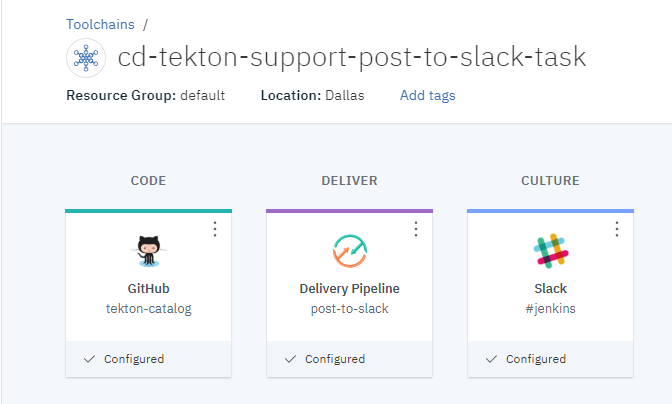 Toolchains /
cd-tekton-support-post-to-slack-task
Resource Group: default Location: Dallas Add tags
CODE DELIVER CULTURE
GitHub Delivery Pipeline Slack
tekton-catalog post-to-slack #jenkins
Configured Configured Configured